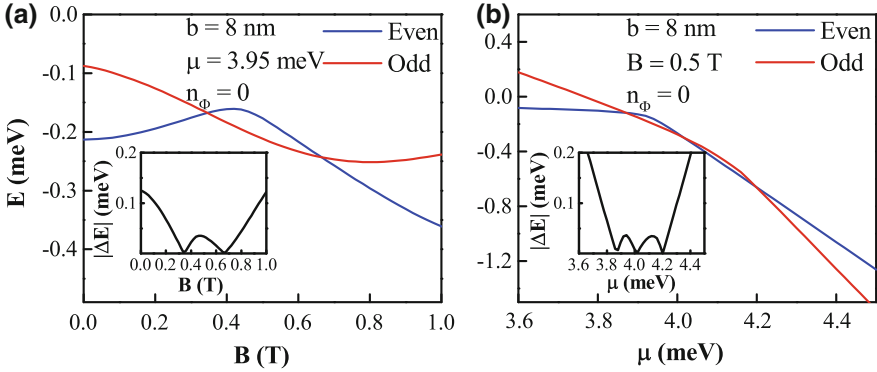 (a)
b = 8 nm
μ = 3.95 meV
n_Φ = 0
Even
Odd
E (meV)
0.0
-0.1
-0.2
-0.3
-0.4
0.0 0.2 0.4 0.6 0.8 1.0
B (T)
|ΔE| (meV)
0.2
0.1
0.0 0.2 0.4 0.6 0.8 1.0
B (T)
(b)
b = 8 nm
B = 0.5 T
n_Φ = 0
Even
Odd
0.4
0.0
-0.4
-0.8
-1.2
3.6 3.8 4.0 4.2 4.4
μ (meV)
|ΔE| (meV)
0.2
0.1
3.6 3.8 4.0 4.2 4.4
μ (meV)